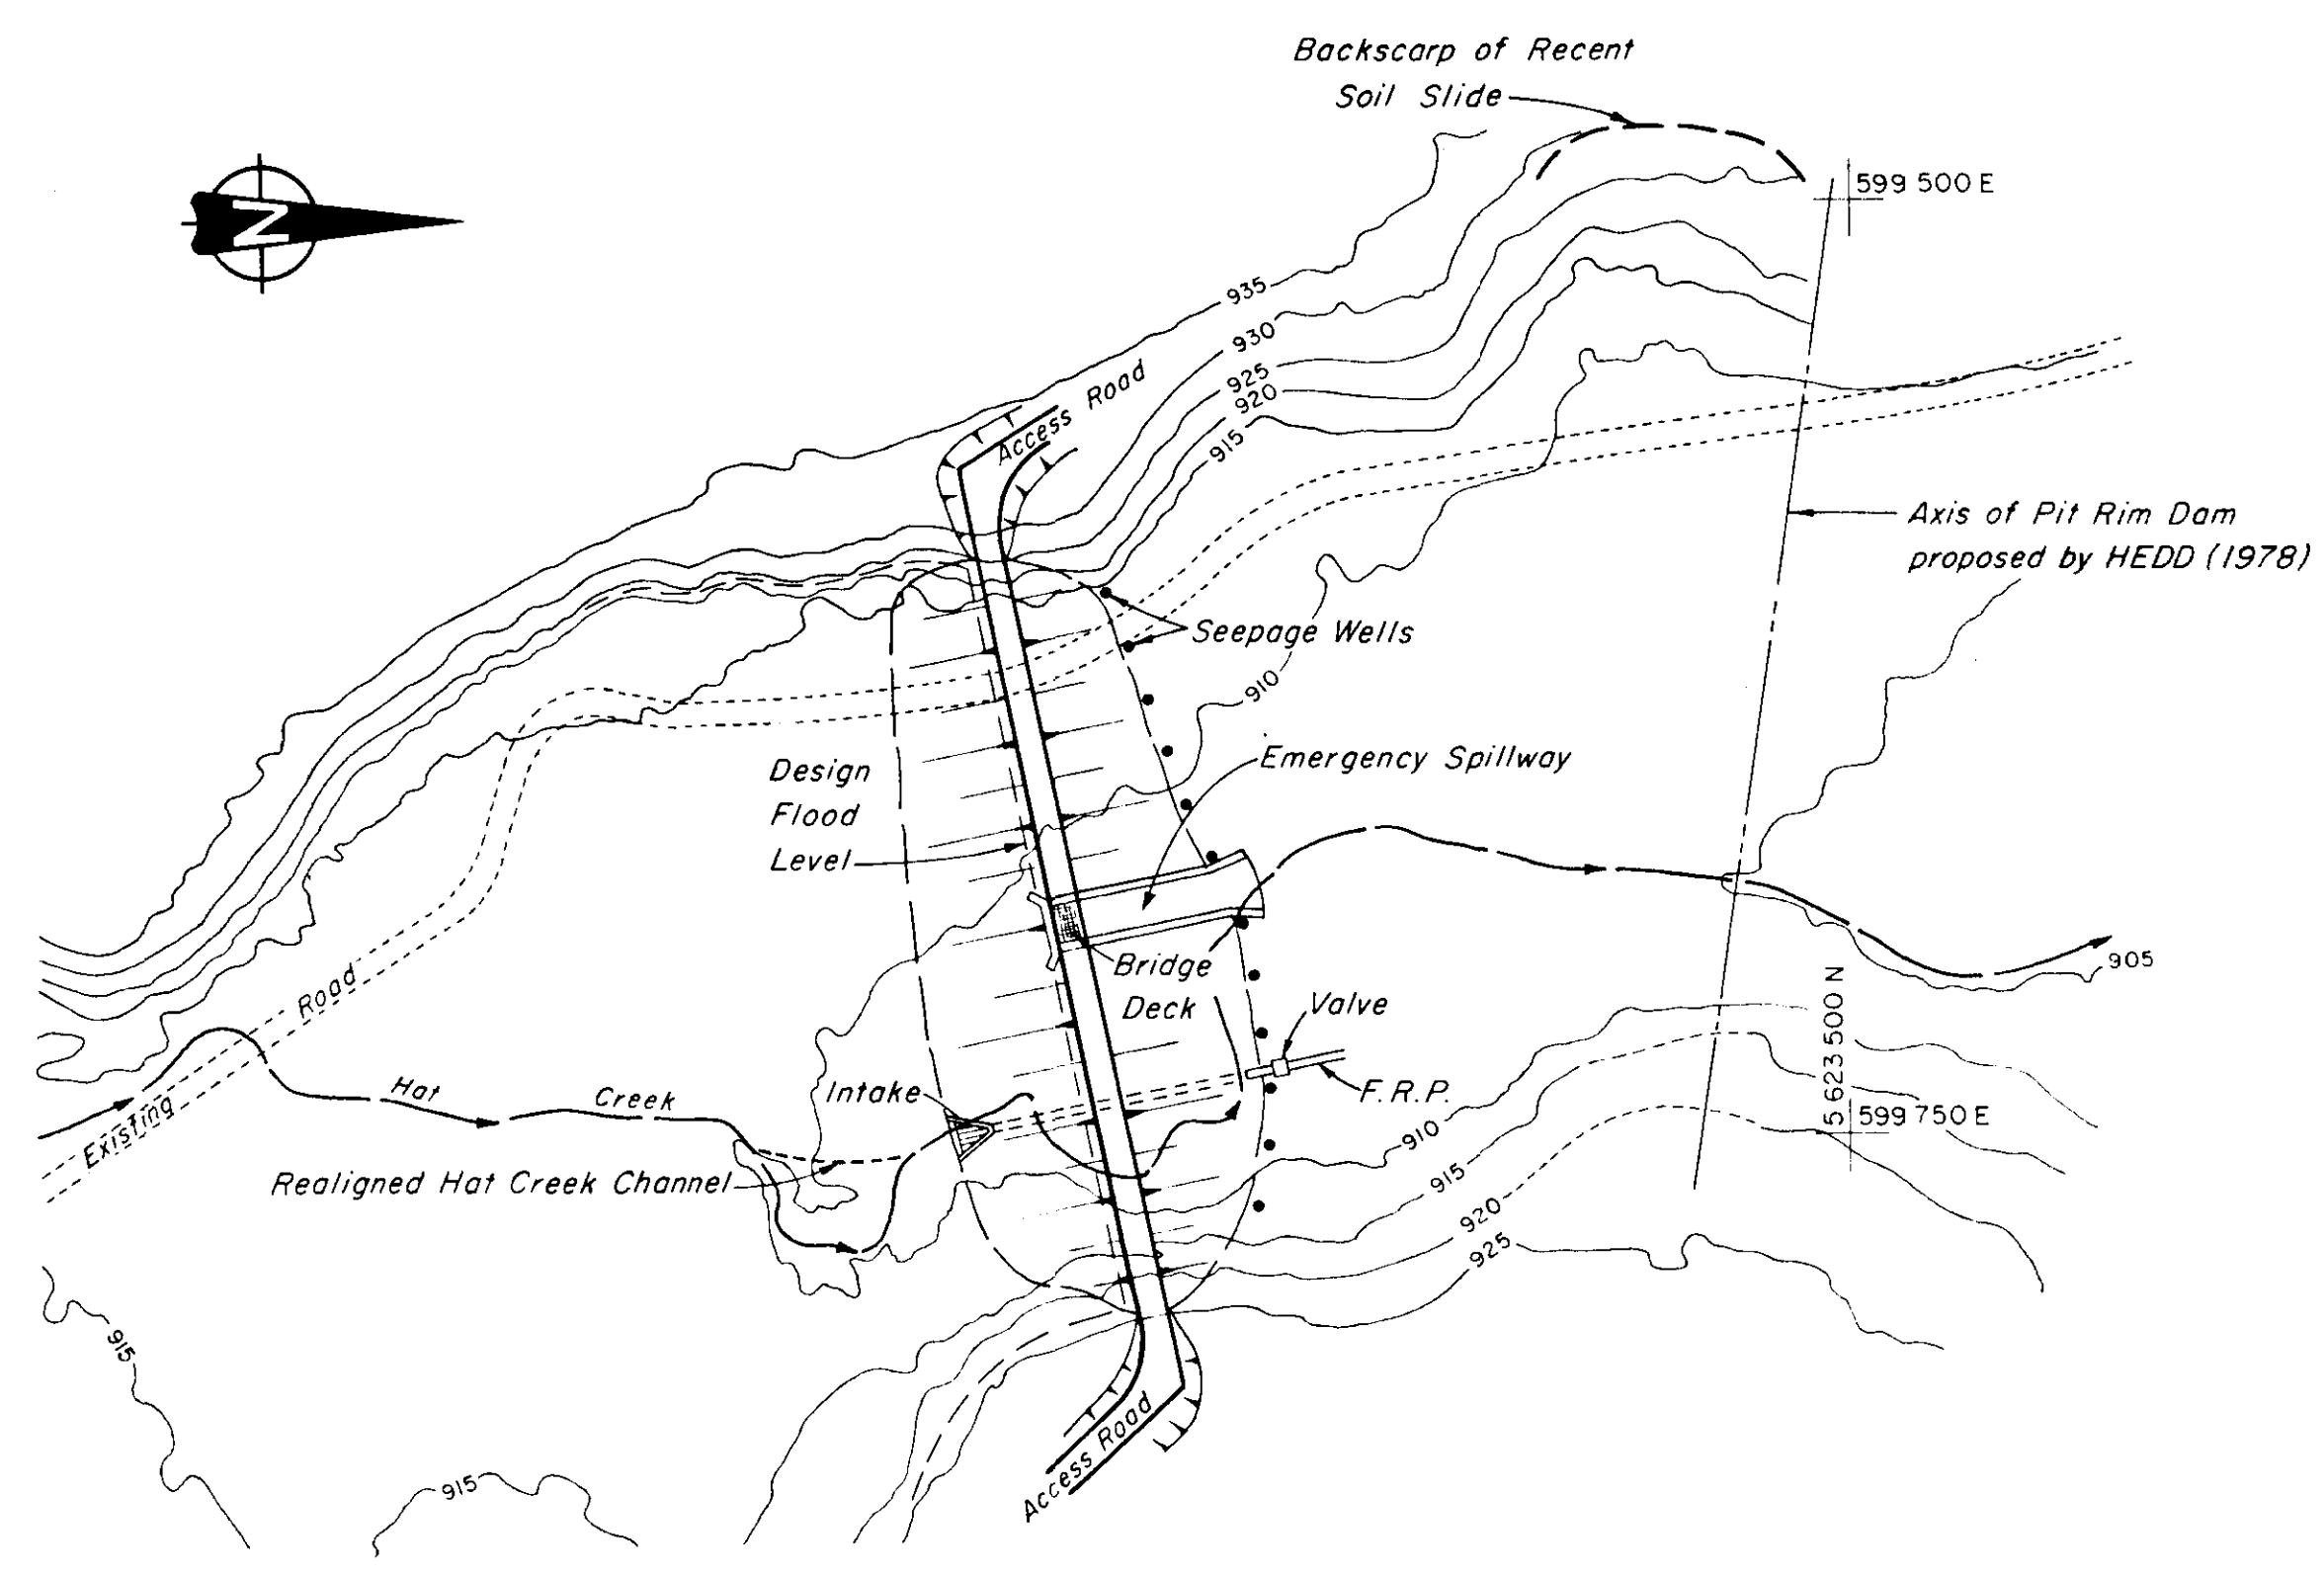 Backscarp of Recent
Soil Slide
599 500 E
N
935
930
925
920
915
Access Road
Axis of Pit Rim Dam
proposed by HEDD (1978)
Seepage Wells
910
Emergency Spillway
Design
Flood
Level
Bridge
Deck
Valve
F.R.P.
905
5 623 500 N
599 750 E
Existing Road
Hat Creek
Intake
Realigned Hat Creek Channel
910
915
920
925
915
915
Access Road